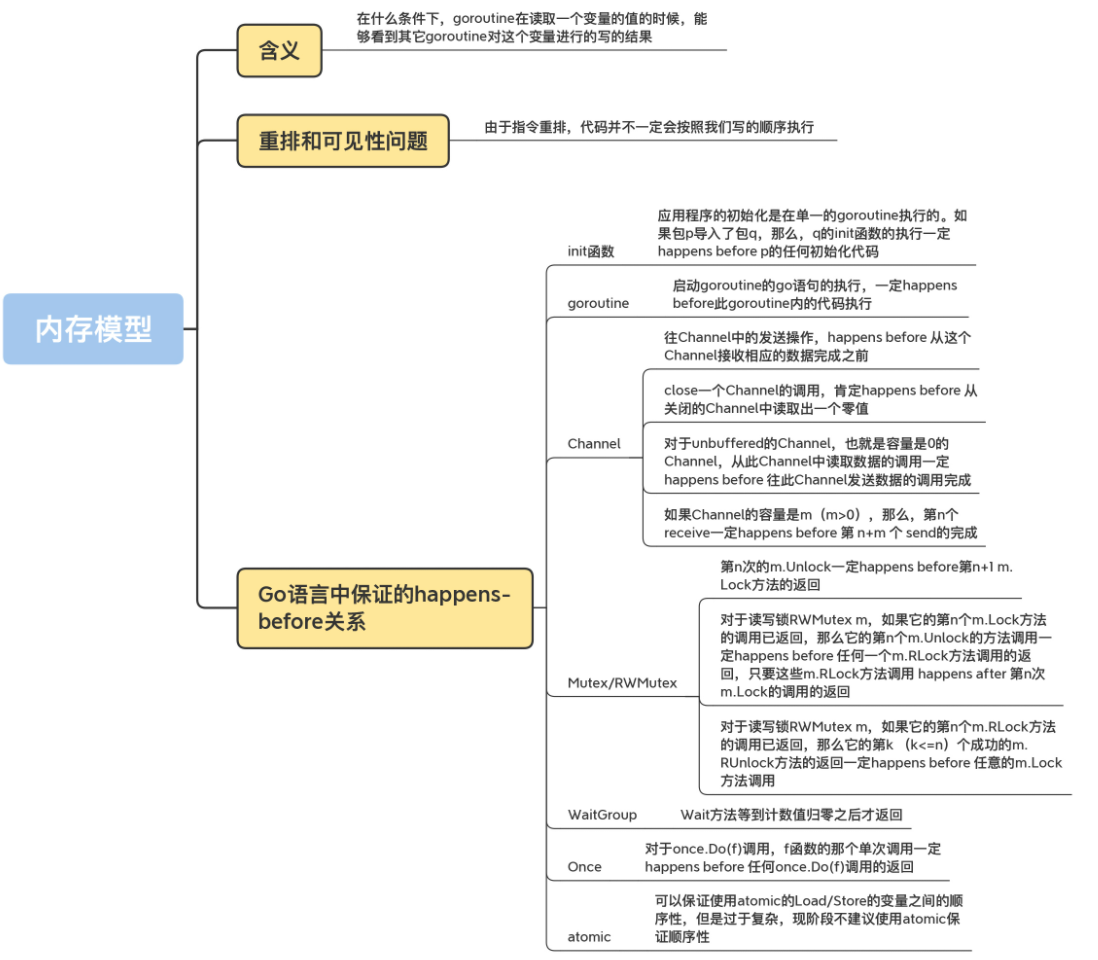 内存模型
含义
在什么条件下，goroutine在读取一个变量的值的时候，能
够看到其它goroutine对这个变量进行的写的结果
重排和可见性问题
由于指令重排，代码并不一定会按照我们写的顺序执行
Go语言中保证的happens-
before关系
init函数
应用程序的初始化是在单一的goroutine执行的。如
果包p导入了包q，那么，q的init函数的执行一定
happens before p的任何初始化代码
goroutine
启动goroutine的go语句的执行，一定happens
before此goroutine内的代码执行
Channel
往Channel中的发送操作，happens before 从这个
Channel接收相应的数据完成之前
close一个Channel的调用，肯定happens before 从
关闭的Channel中读取出一个零值
对于unbuffered的Channel，也就是容量是0的
Channel，从此Channel中读取数据的调用一定
happens before 往此Channel发送数据的调用完成
如果Channel的容量是m（m>0），那么，第n个
receive一定happens before 第 n+m 个 send的完成
Mutex/RWMutex
第n次的m.Unlock一定happens before第n+1 m.
Lock方法的返回
对于读写锁RWMutex m，如果它的第n个m.Lock方法
的调用已返回，那么它的第n个m.Unlock的方法调用一
定happens before 任何一个m.RLock方法调用的返
回，只要这些m.RLock方法调用 happens after 第n次
m.Lock的调用的返回
对于读写锁RWMutex m，如果它的第n个m.RLock方法
的调用已返回，那么它的第k （k<=n）个成功的m.
RUnlock方法的返回一定happens before 任意的m.Lock
方法调用
WaitGroup
Wait方法等到计数值归零之后才返回
Once
对于once.Do(f)调用，f函数的那个单次调用一定
happens before 任何once.Do(f)调用的返回
atomic
可以保证使用atomic的Load/Store的变量之间的顺
序性，但是过于复杂，现阶段不建议使用atomic保
证顺序性